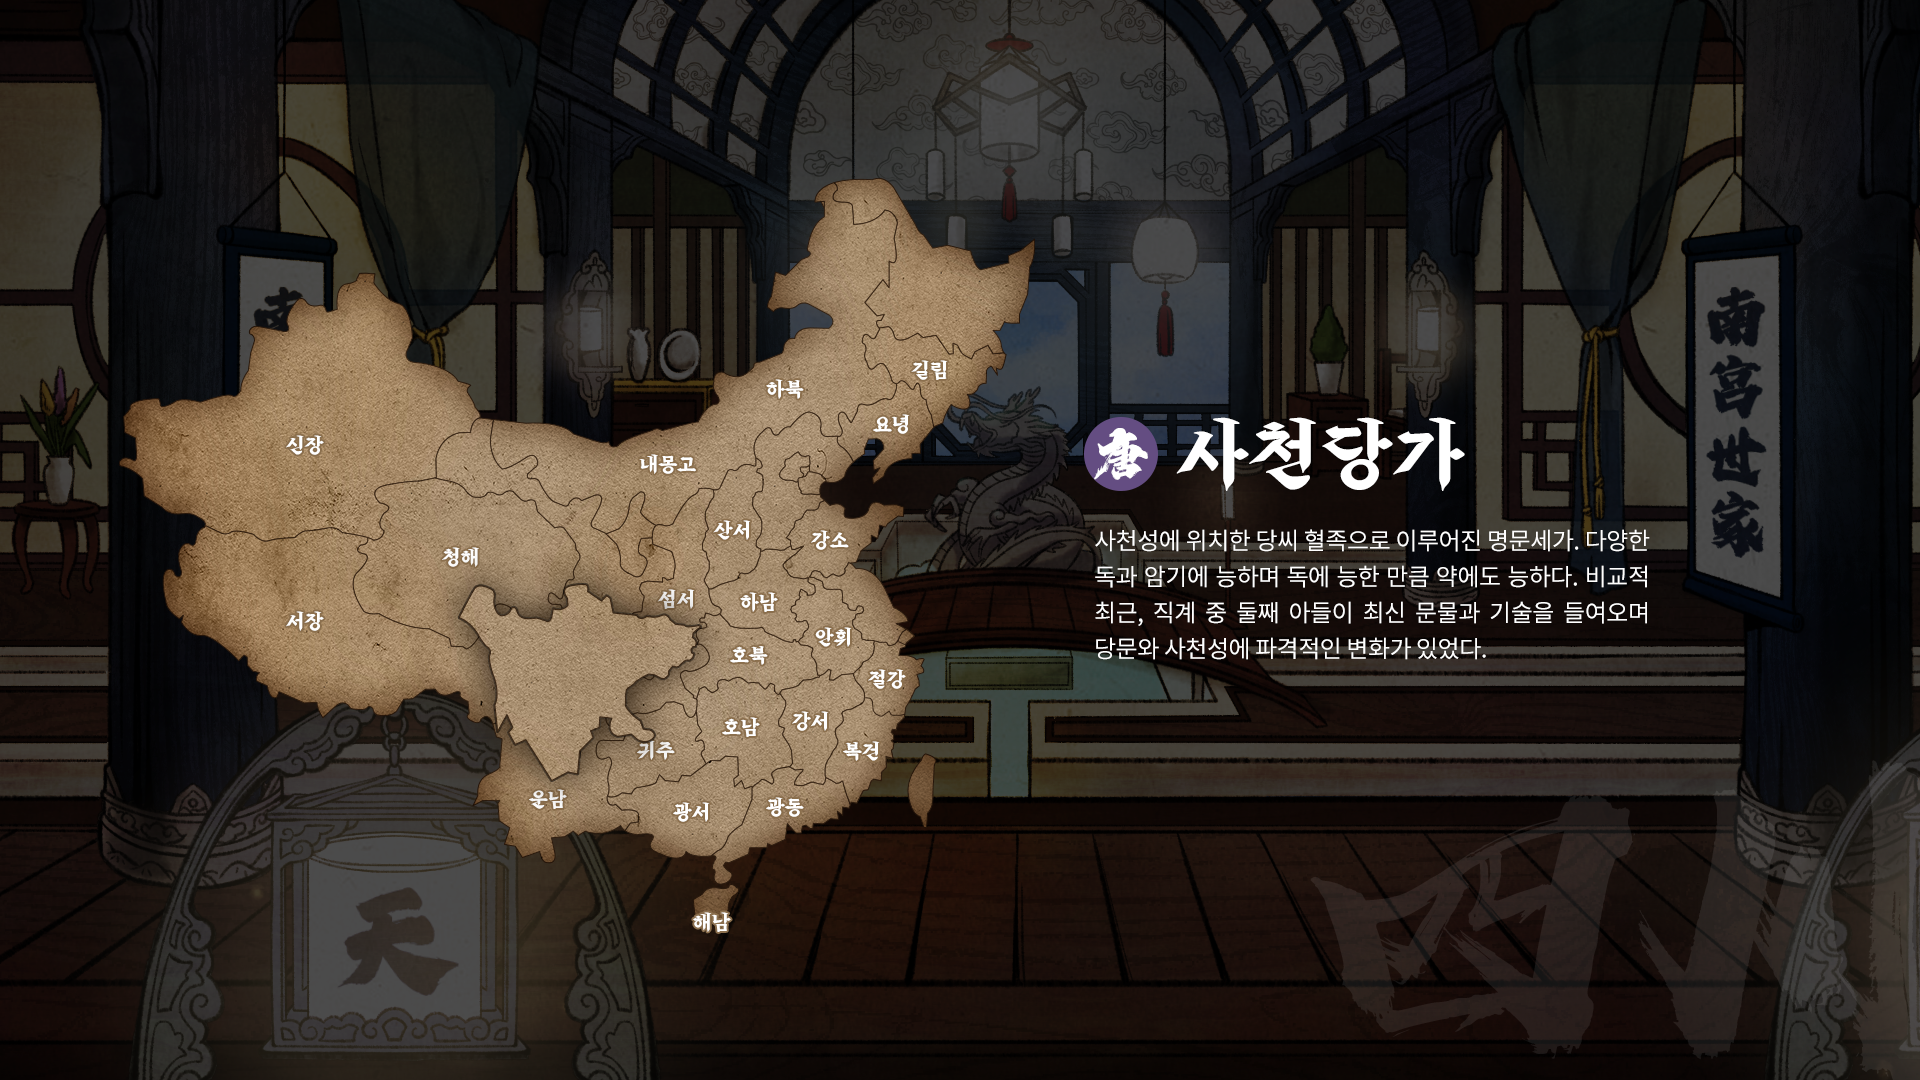 길림
하북
요녕
신장
내몽고
산서
강소
청해
섬서
하남
서장
안휘
호북
절강
호남
강서
귀주
복건
운남
광동
광서
해남
唐 사천당가
사천성에 위치한 당씨 혈족으로 이루어진 명문세가. 다양한
독과 암기에 능하며 독에 능한 만큼 약에도 능하다. 비교적
최근, 직계 중 둘째 아들이 최신 문물과 기술을 들여오며
당문와 사천성에 파격적인 변화가 있었다.
南
南宮世家
天